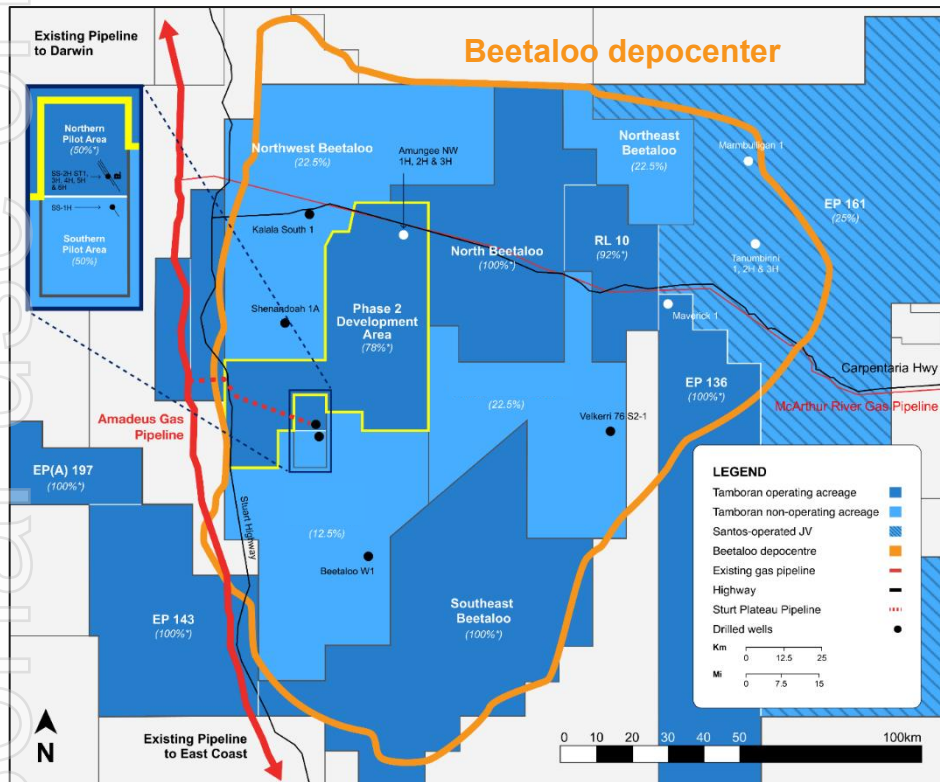 Existing Pipeline
to Darwin
Beetaloo depocenter
Northern
Pilot Area
(50%*)
SS-2H ST1,
3H, 4H, 5H
& 6H
SS-1H
Southern
Pilot Area
(50%)
Northwest Beetaloo
(22.5%)
Amungee NW
1H, 2H & 3H
Northeast
Beetaloo
(22.5%)
Marmbulligan 1
EP 161
(25%)
Kalala South 1
North Beetaloo
(100%*)
RL 10
(92%*)
Tanumbirini
1, 2H & 3H
Shenandoah 1A
Phase 2
Development
Area
(78%*)
Maverick 1
Carpentaria Hwy
McArthur River Gas Pipeline
EP 136
(100%*)
Amadeus Gas
Pipeline
(22.5%)
Velkerri 76 S2-1
EP(A) 197
(100%*)
Stuart Highway
(12.5%)
Beetaloo W1
Southeast
Beetaloo
(100%*)
EP 143
(100%*)
LEGEND
Tamboran operating acreage
Tamboran non-operating acreage
Santos-operated JV
Beetaloo depocentre
Existing gas pipeline
Highway
Sturt Plateau Pipeline
Drilled wells
Km
0 12.5 25
Mi
0 7.5 15
N
Existing Pipeline
to East Coast
0 10 20 30 40 50 100km